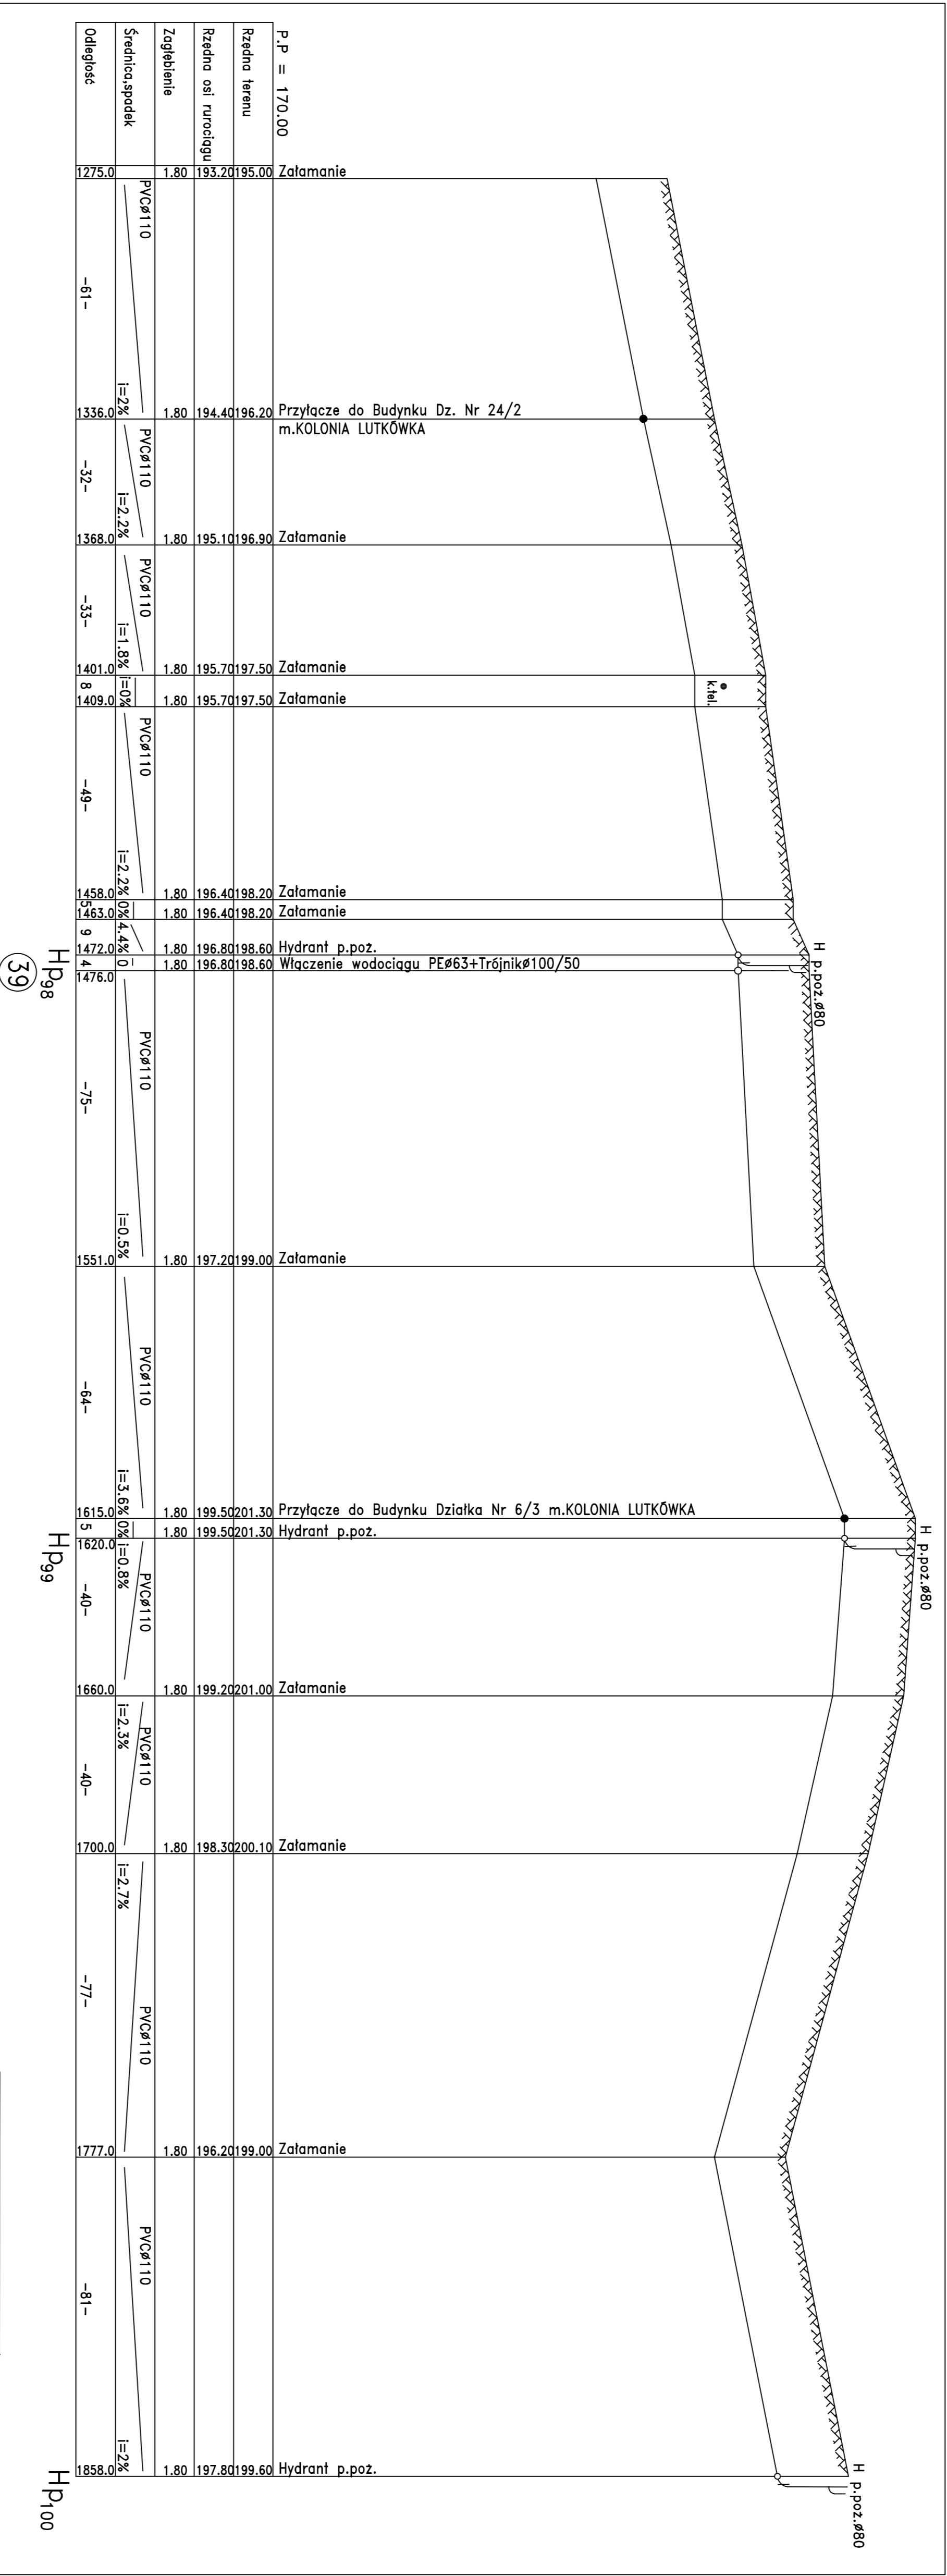 P.P = 170.00
Rzędna terenu
Rzędna osi rurociągu
Zagłębienie
Średnica,spadek
Odległość
1275.0 1.80 193.20 195.00 Załamanie
PVCø110
-61-
i=2%
1336.0 1.80 194.40 196.20 Przyłącze do Budynku Dz. Nr 24/2
m.KOLONIA LUTKÓWKA
PVCø110
-32-
i=2.2%
1368.0 1.80 195.10 196.90 Załamanie
PVCø110
-33-
i=1.8%
1401.0 1.80 195.70 197.50 Załamanie
8 i=0%
k.tel.
1409.0 1.80 195.70 197.50 Załamanie
PVCø110
-49-
i=2.2%
1458.0 1.80 196.40 198.20 Załamanie
5 0%
1463.0 1.80 196.40 198.20 Załamanie
9 4.4%
1472.0 1.80 196.80 198.60 Hydrant p.poż.
H p.poż.ø80
Hp98
4 0
1476.0 1.80 196.80 198.60 Włączenie wodociągu PEø63+Trójnikø100/50
39
PVCø110
-75-
i=0.5%
1551.0 1.80 197.20 199.00 Załamanie
PVCø110
-64-
i=3.6%
1615.0 1.80 199.50 201.30 Przyłącze do Budynku Działka Nr 6/3 m.KOLONIA LUTKÓWKA
5 0%
1620.0 1.80 199.50 201.30 Hydrant p.poż.
H p.poż.ø80
Hp99
i=0.8%
PVCø110
-40-
1660.0 1.80 199.20 201.00 Załamanie
i=2.3%
PVCø110
-40-
1700.0 1.80 198.30 200.10 Załamanie
i=2.7%
PVCø110
-77-
1777.0 1.80 196.20 199.00 Załamanie
PVCø110
-81-
i=2%
1858.0 1.80 197.80 199.60 Hydrant p.poż.
H p.poż.ø80
Hp100